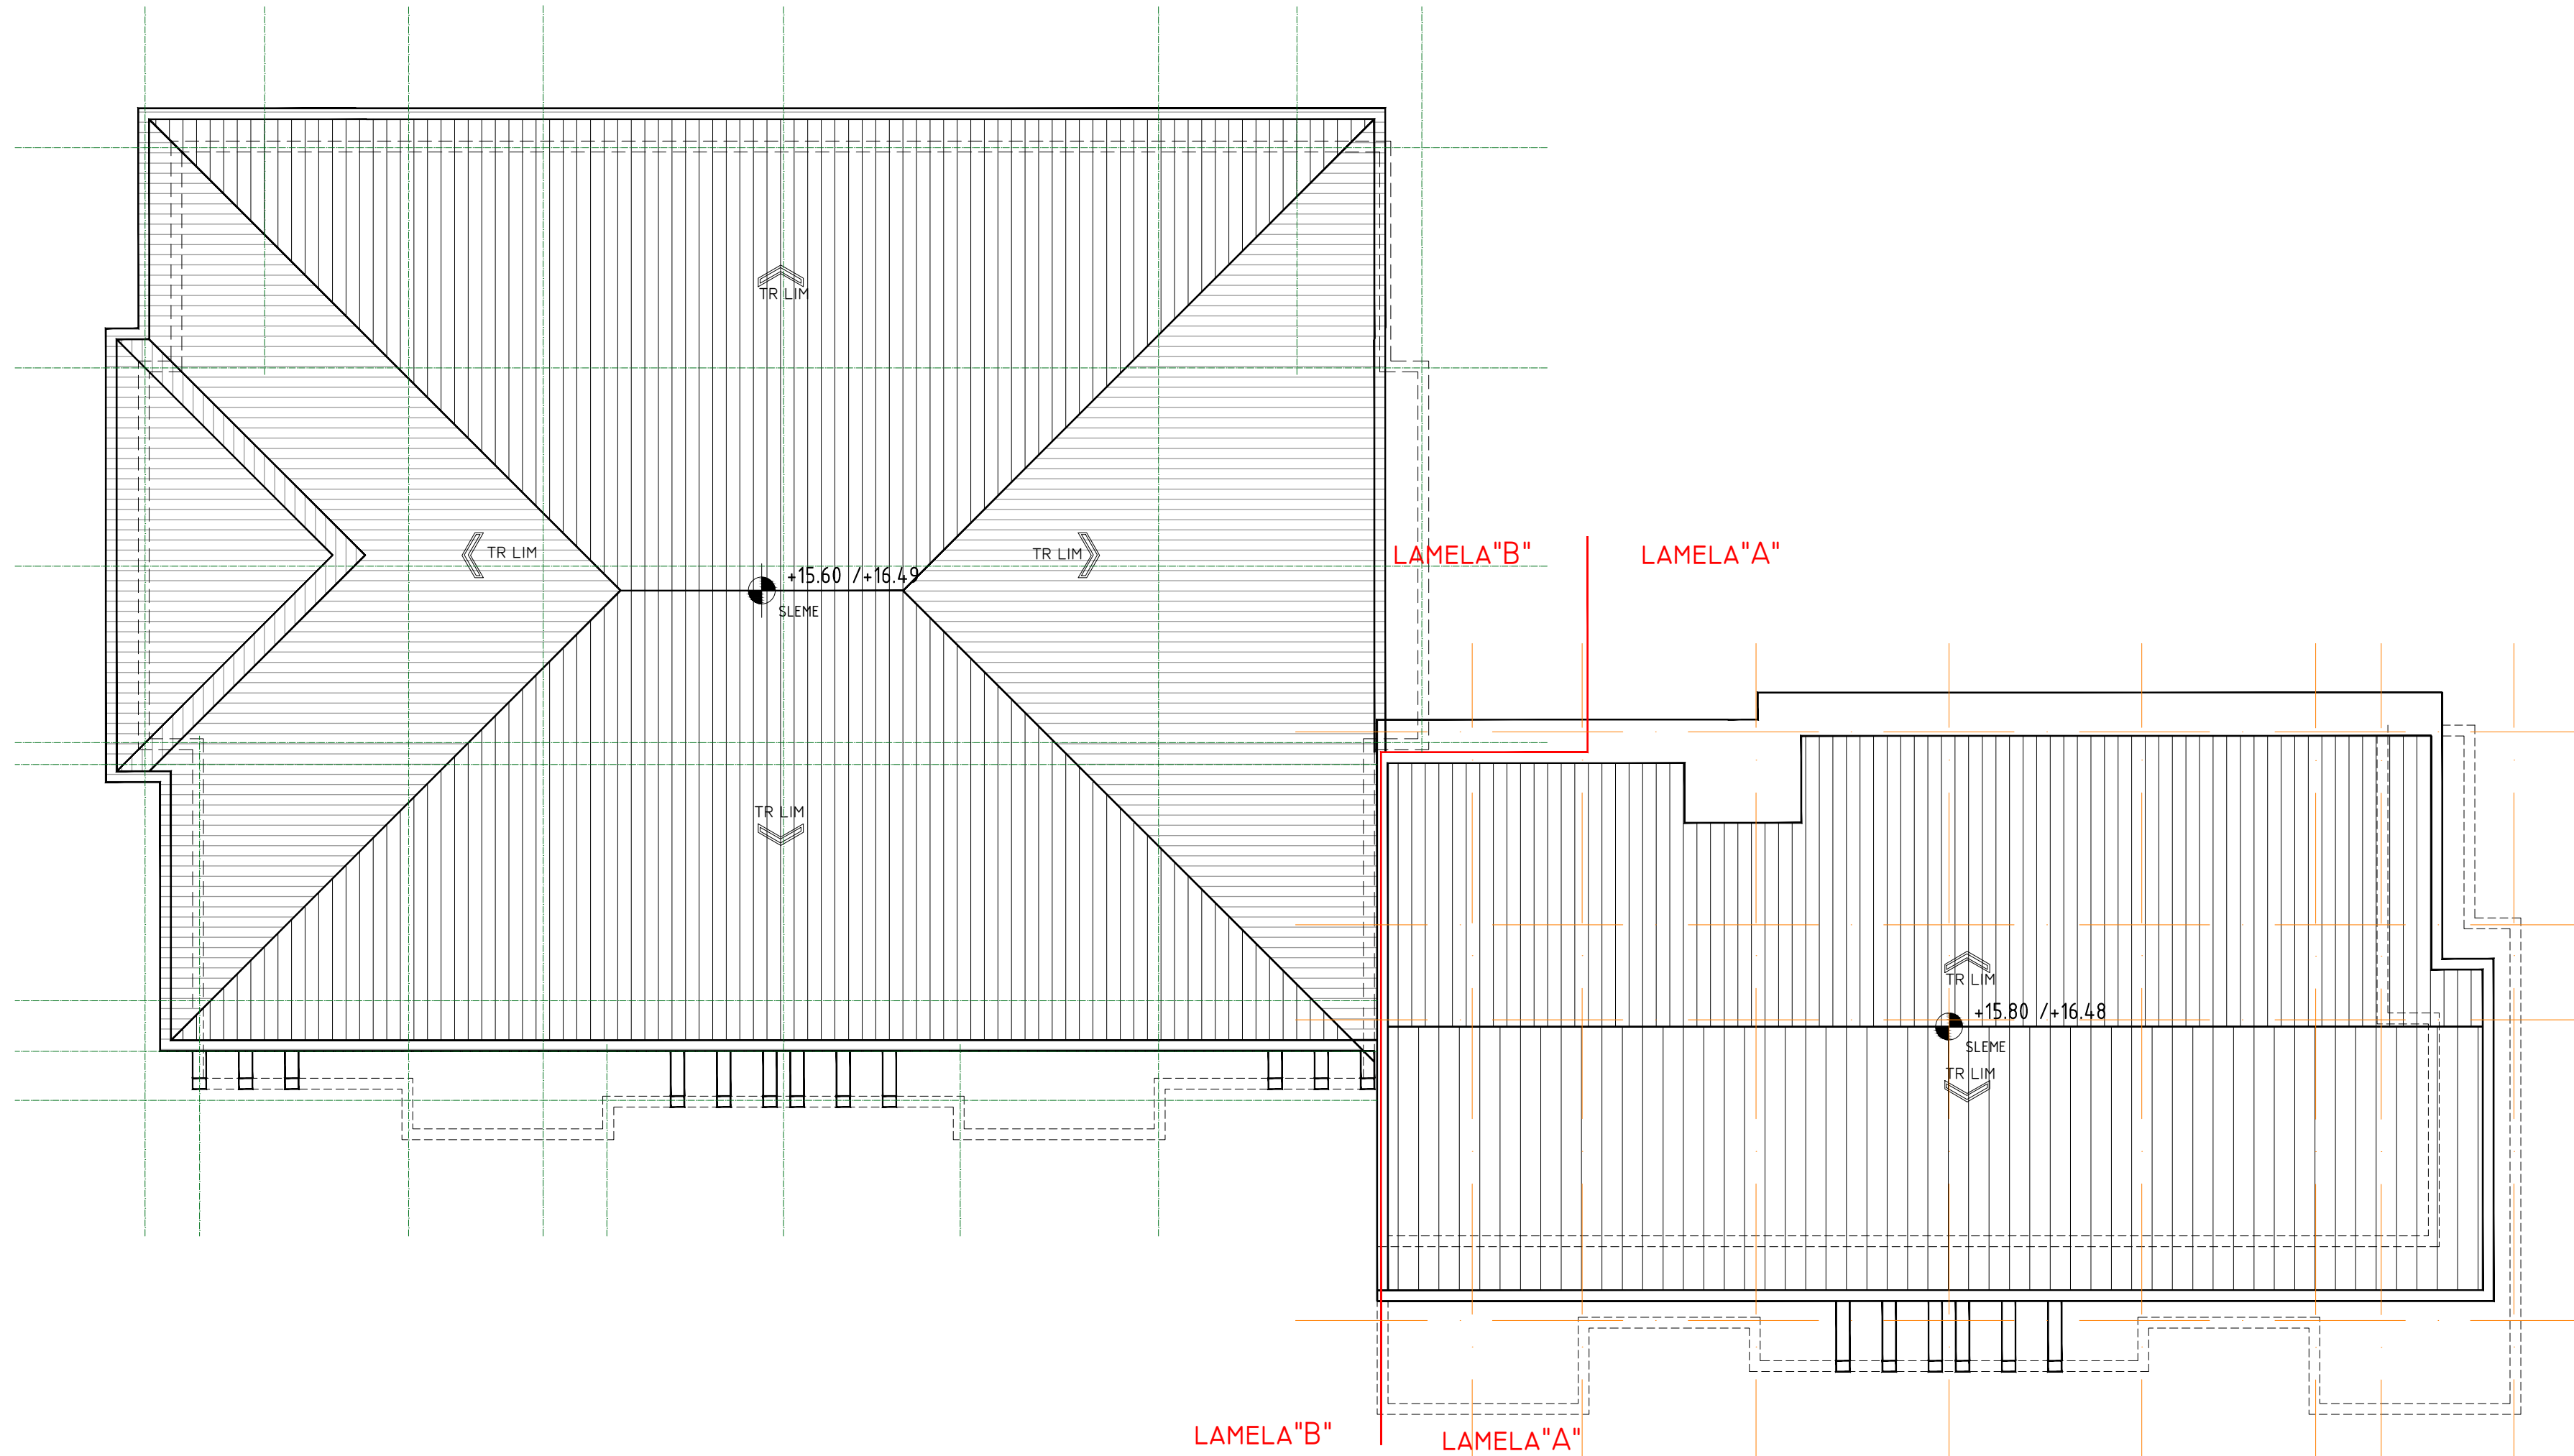 TR LIM
LAMELA"B"
LAMELA"A"
TR LIM
TR LIM
+15.60 /+16.49
SLEME
TR LIM
TR LIM
+15.80 /+16.48
SLEME
TR LIM
LAMELA"B"
LAMELA"A"